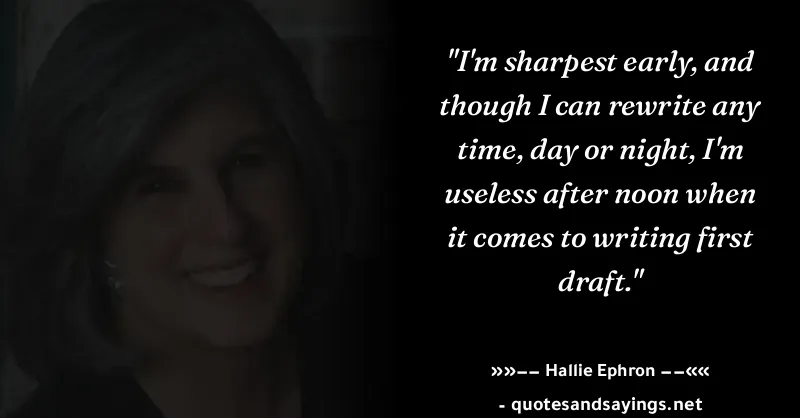 "I'm sharpest early, and
though I can rewrite any
time, day or night, I'm
useless after noon when
it comes to writing first
draft."
»»−− Hallie Ephron −−««
- quotesandsayings.net